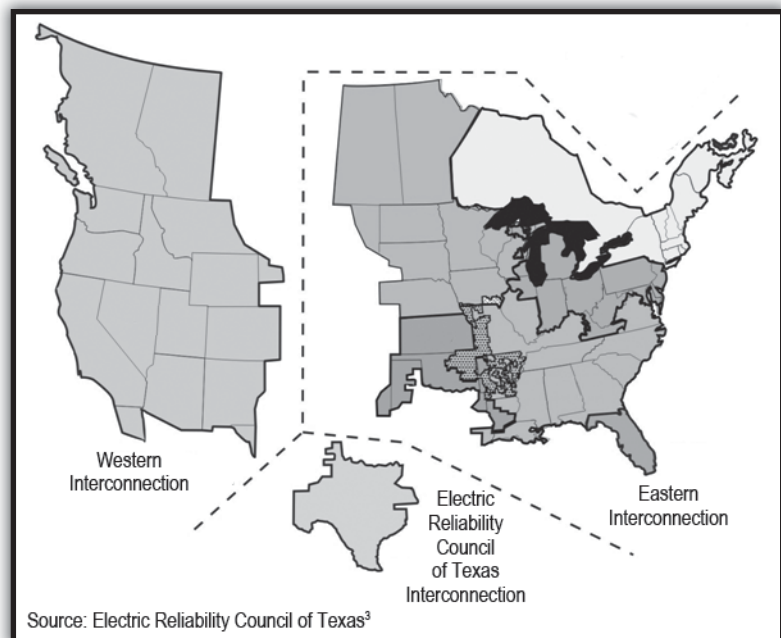 Western
Interconnection
Electric
Reliability
Council
of Texas
Interconnection
Eastern
Interconnection
Source: Electric Reliability Council of Texas³